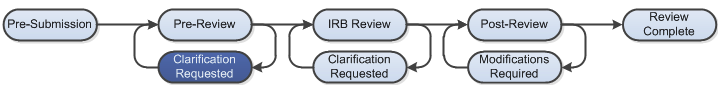 Pre-Submission
Pre-Review
IRB Review
Post-Review
Review
Complete
Clarification
Requested
Clarification
Requested
Modifications
Required